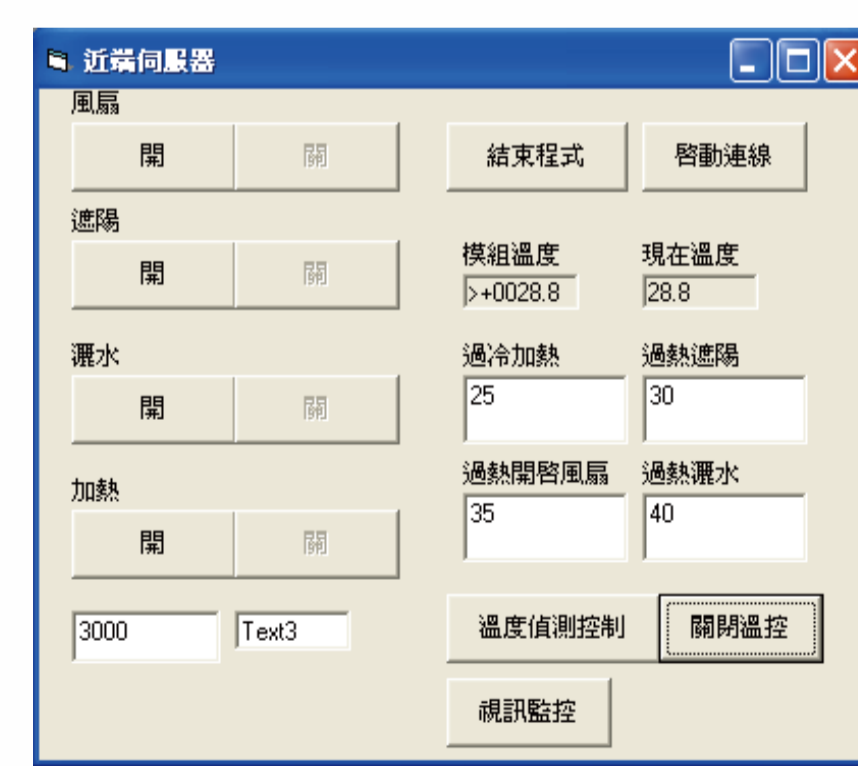 近端伺服器
風扇
開 關
結束程式 啓動連線
遮陽
開 關
模組溫度 現在溫度
>+0028.8 28.8
灑水
開 關
過冷加熱 過熱遮陽
25 30
加熱
開 關
過熱開啓風扇 過熱灑水
35 40
3000 Text3
溫度偵測控制 關閉溫控
視訊監控